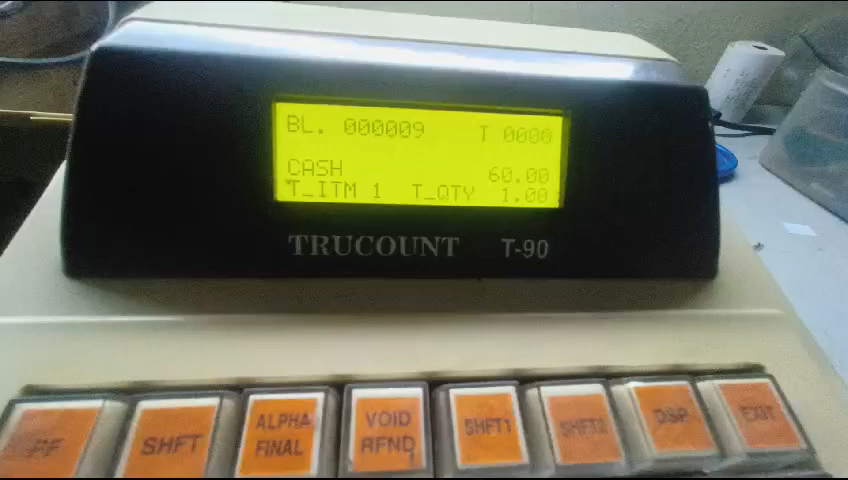 BL. 000009 T 0000
CASH 60.00
T_ITM 1 T_QTY 1.00
TRUCOUNT T-90
SHFT
ALPHA
FINAL
VOID
RFND
SHFT1
SHFT2
DSP
EXIT